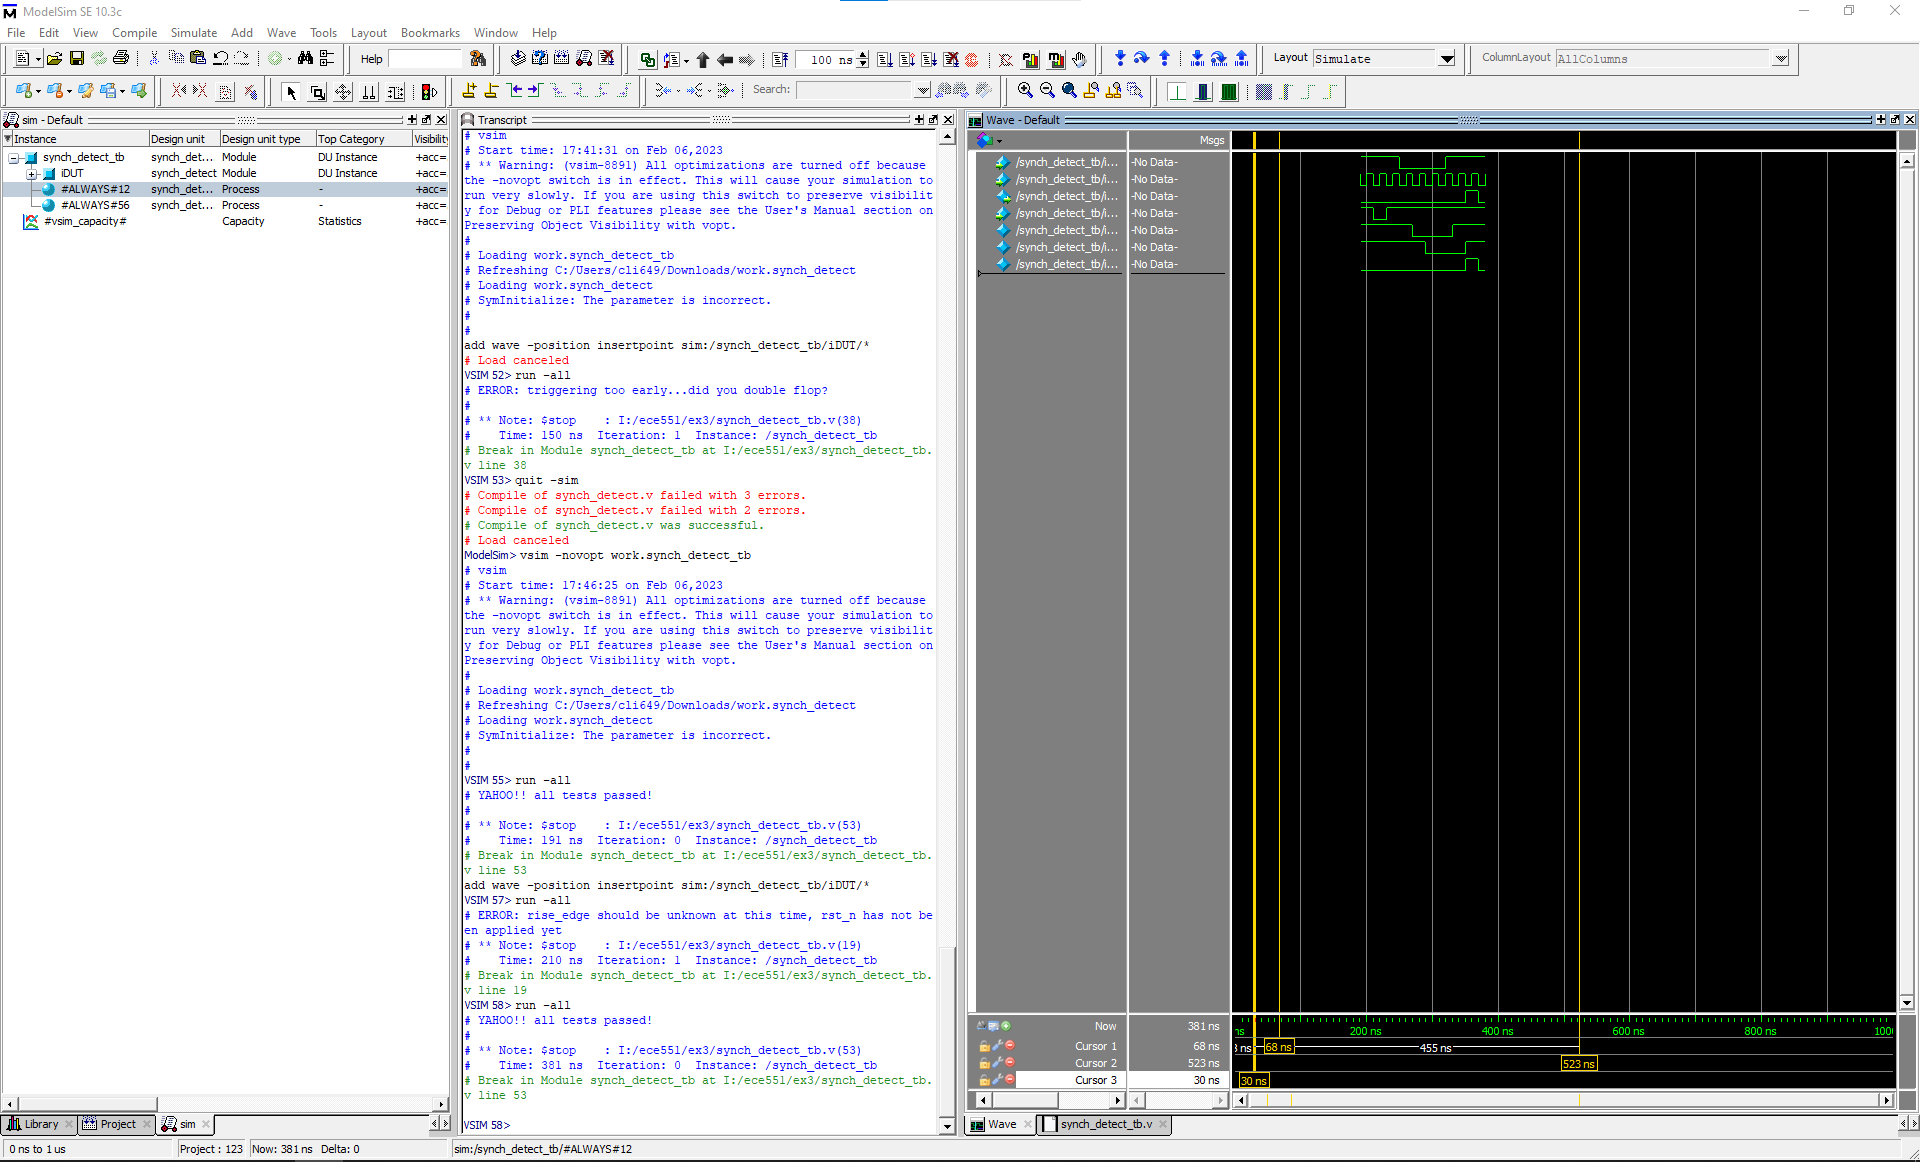 ModelSim SE 10.3c
File Edit View Compile Simulate Add Wave Tools Layout Bookmarks Window Help
Help 100 ns Layout Simulate ColumnLayout AllColumns
Search:
sim - Default
Instance Design unit Design unit type Top Category Visibility
synch_detect_tb synch_det... Module DU Instance +acc=
iDUT synch_detect Module DU Instance +acc=
#ALWAYS#12 synch_det... Process - +acc=
#ALWAYS#56 synch_det... Process - +acc=
#vsim_capacity# Capacity Statistics +acc=
Library Project sim
Transcript
# vsim
# Start time: 17:41:31 on Feb 06,2023
# ** Warning: (vsim-8891) All optimizations are turned off because
the -novopt switch is in effect. This will cause your simulation to
run very slowly. If you are using this switch to preserve visibilit
y for Debug or PLI features please see the User's Manual section on
Preserving Object Visibility with vopt.
#
# Loading work.synch_detect_tb
# Refreshing C:/Users/cli649/Downloads/work.synch_detect
# Loading work.synch_detect
# SymInitialize: The parameter is incorrect.
#
#
add wave -position insertpoint sim:/synch_detect_tb/iDUT/*
# Load canceled
VSIM 52> run -all
# ERROR: triggering too early...did you double flop?
#
# ** Note: $stop : I:/ece551/ex3/synch_detect_tb.v(38)
# Time: 150 ns Iteration: 1 Instance: /synch_detect_tb
# Break in Module synch_detect_tb at I:/ece551/ex3/synch_detect_tb.
v line 38
VSIM 53> quit -sim
# Compile of synch_detect.v failed with 3 errors.
# Compile of synch_detect.v failed with 2 errors.
# Compile of synch_detect.v was successful.
# Load canceled
ModelSim> vsim -novopt work.synch_detect_tb
# vsim
# Start time: 17:46:25 on Feb 06,2023
# ** Warning: (vsim-8891) All optimizations are turned off because
the -novopt switch is in effect. This will cause your simulation to
run very slowly. If you are using this switch to preserve visibilit
y for Debug or PLI features please see the User's Manual section on
Preserving Object Visibility with vopt.
#
# Loading work.synch_detect_tb
# Refreshing C:/Users/cli649/Downloads/work.synch_detect
# Loading work.synch_detect
# SymInitialize: The parameter is incorrect.
#
#
VSIM 55> run -all
# YAHOO!! all tests passed!
#
# ** Note: $stop : I:/ece551/ex3/synch_detect_tb.v(53)
# Time: 191 ns Iteration: 0 Instance: /synch_detect_tb
# Break in Module synch_detect_tb at I:/ece551/ex3/synch_detect_tb.
v line 53
add wave -position insertpoint sim:/synch_detect_tb/iDUT/*
VSIM 57> run -all
# ERROR: rise_edge should be unknown at this time, rst_n has not be
en applied yet
# ** Note: $stop : I:/ece551/ex3/synch_detect_tb.v(19)
# Time: 210 ns Iteration: 1 Instance: /synch_detect_tb
# Break in Module synch_detect_tb at I:/ece551/ex3/synch_detect_tb.
v line 19
VSIM 58> run -all
# YAHOO!! all tests passed!
#
# ** Note: $stop : I:/ece551/ex3/synch_detect_tb.v(53)
# Time: 381 ns Iteration: 0 Instance: /synch_detect_tb
# Break in Module synch_detect_tb at I:/ece551/ex3/synch_detect_tb.
v line 53
VSIM 58>
Wave - Default
Msgs
/synch_detect_tb/i... -No Data-
/synch_detect_tb/i... -No Data-
/synch_detect_tb/i... -No Data-
/synch_detect_tb/i... -No Data-
/synch_detect_tb/i... -No Data-
/synch_detect_tb/i... -No Data-
/synch_detect_tb/i... -No Data-
Now 381 ns ns 200 ns 400 ns 600 ns 800 ns 100
Cursor 1 68 ns ns 68 ns 455 ns
Cursor 2 523 ns 523 ns
Cursor 3 30 ns 30 ns
Wave synch_detect_tb.v
0 ns to 1 us Project : 123 Now: 381 ns Delta: 0 sim:/synch_detect_tb/#ALWAYS#12